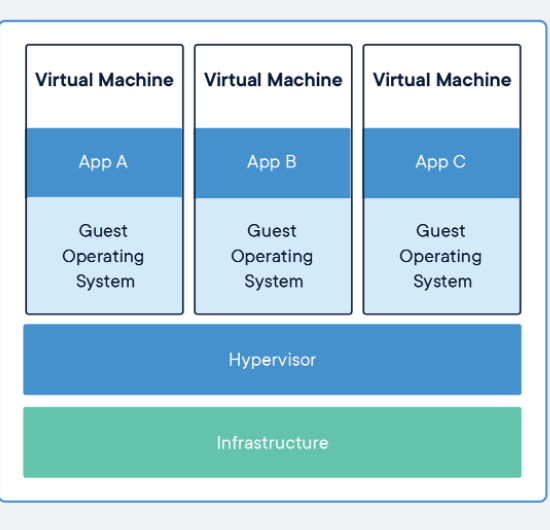 Virtual Machine
Virtual Machine
Virtual Machine
App A
App B
App C
Guest
Operating
System
Guest
Operating
System
Guest
Operating
System
Hypervisor
Infrastructure